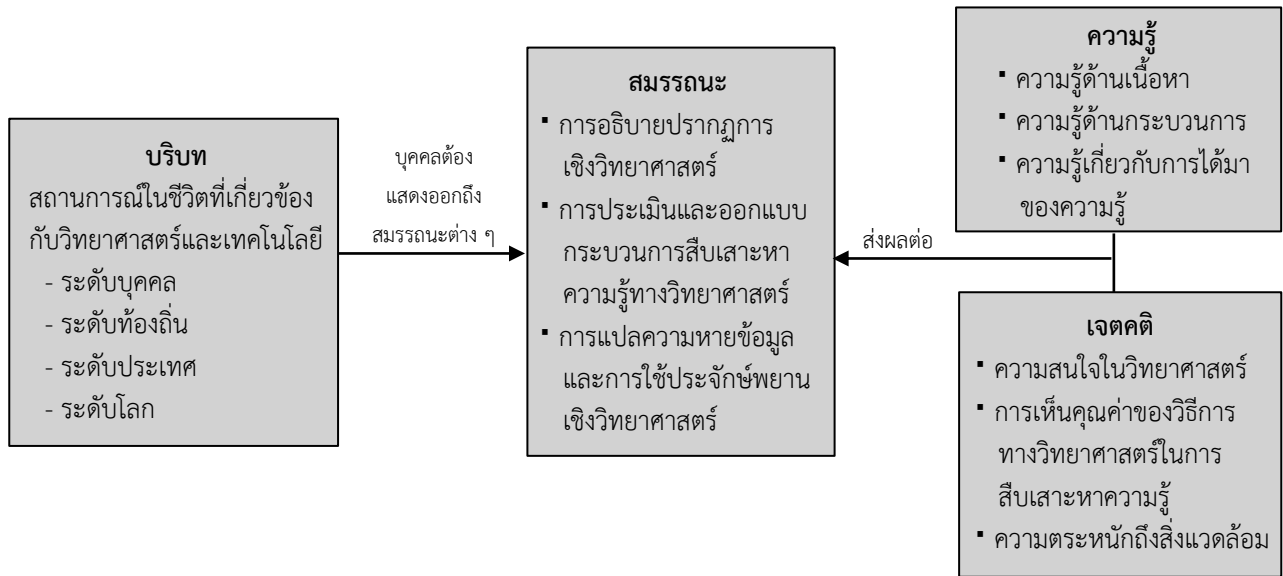 บริบท
สถานการณ์ในชีวิตที่เกี่ยวข้อง
กับวิทยาศาสตร์และเทคโนโลยี
- ระดับบุคคล
- ระดับท้องถิ่น
- ระดับประเทศ
- ระดับโลก
บุคคลต้อง
แสดงออกถึง
สมรรถนะต่าง ๆ
สมรรถนะ
▪ การอธิบายปรากฏการ
เชิงวิทยาศาสตร์
▪ การประเมินและออกแบบ
กระบวนการสืบเสาะหา
ความรู้ทางวิทยาศาสตร์
▪ การแปลความหายข้อมูล
และการใช้ประจักษ์พยาน
เชิงวิทยาศาสตร์
ส่งผลต่อ
ความรู้
▪ ความรู้ด้านเนื้อหา
▪ ความรู้ด้านกระบวนการ
▪ ความรู้เกี่ยวกับการได้มา
ของความรู้
เจตคติ
▪ ความสนใจในวิทยาศาสตร์
▪ การเห็นคุณค่าของวิธีการ
ทางวิทยาศาสตร์ในการ
สืบเสาะหาความรู้
▪ ความตระหนักถึงสิ่งแวดล้อม